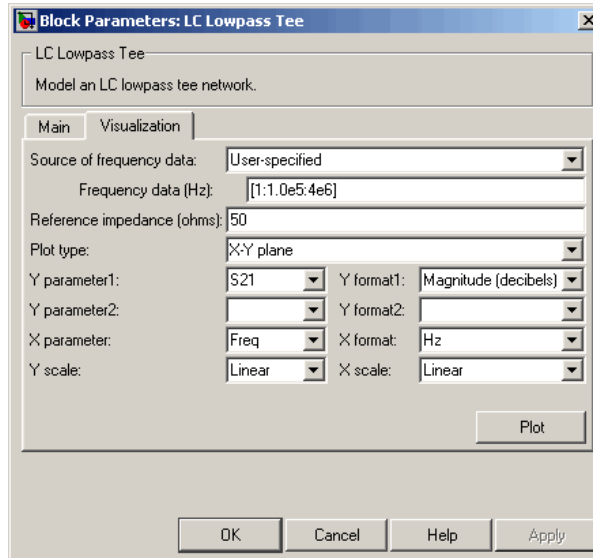 Block Parameters: LC Lowpass Tee
LC Lowpass Tee
Model an LC lowpass tee network.
Main Visualization
Source of frequency data: User-specified
Frequency data (Hz): [1:1.0e5:4e6]
Reference impedance (ohms): 50
Plot type: X-Y plane
Y parameter1: S21 Y format1: Magnitude (decibels)
Y parameter2: Y format2:
X parameter: Freq X format: Hz
Y scale: Linear X scale: Linear
Plot
OK Cancel Help Apply